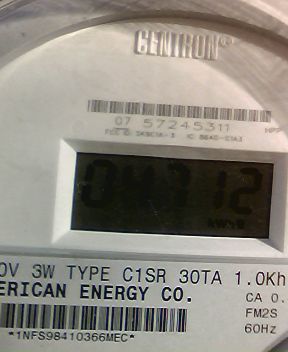 CENTRON®
07 57245311
04312
kWh
0V 3W TYPE C1SR 30TA 1.0Kh
ERICAN ENERGY CO.
CA 0.
FM2S
60Hz
*1NFS98410366MEC*